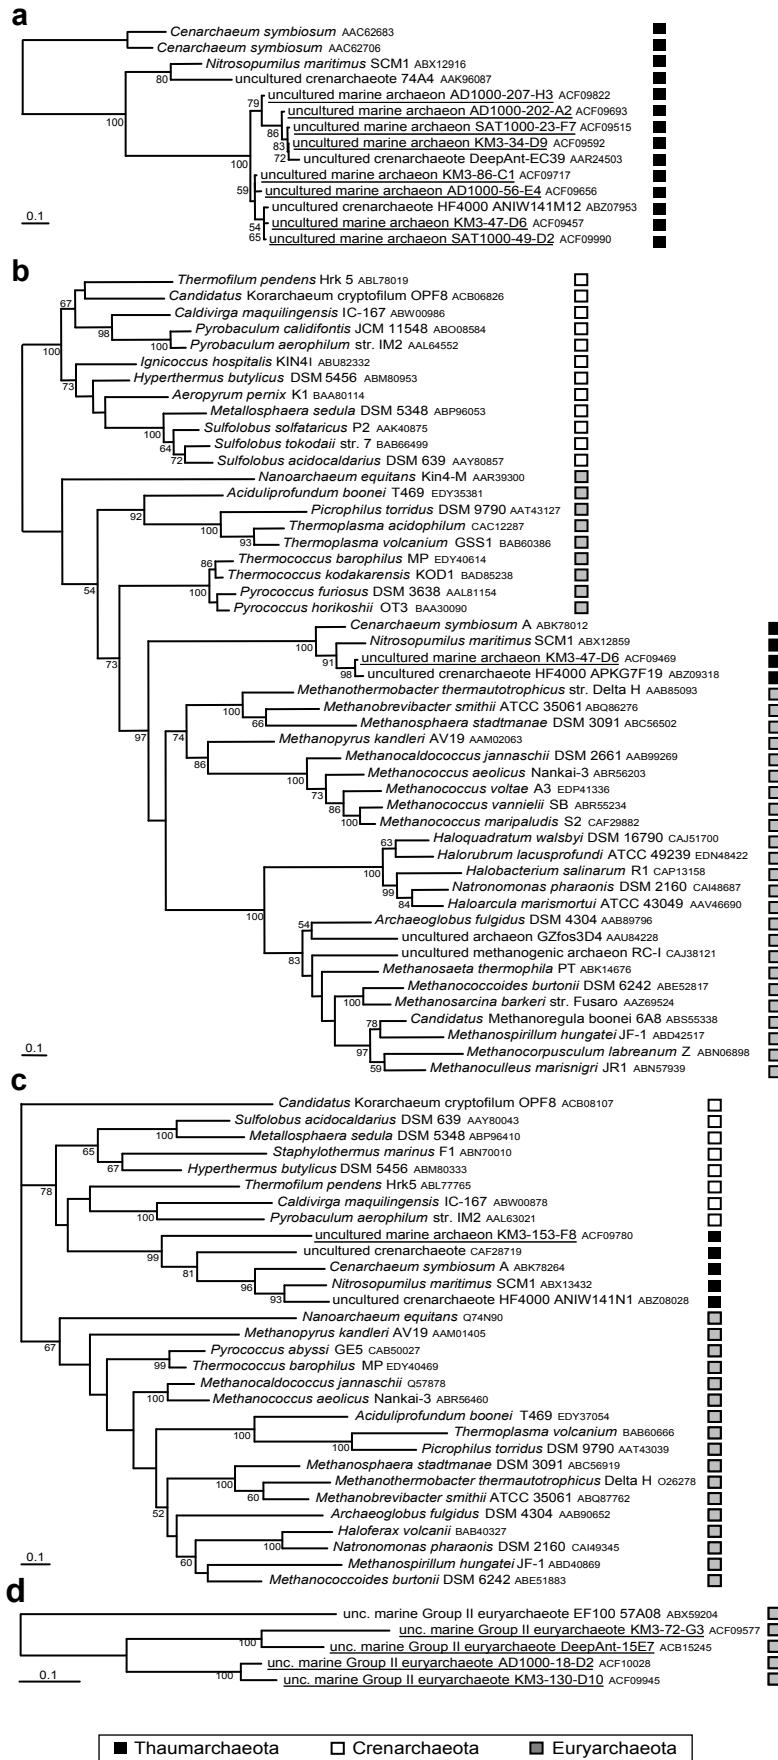 a
Cenarchaeum symbiosum AAC62683
Cenarchaeum symbiosum AAC62706
Nitrosopumilus maritimus SCM1 ABX12916
80
uncultured crenarchaeote 74A4 AAK96087
uncultured marine archaeon AD1000-207-H3 ACF09822
79
uncultured marine archaeon AD1000-202-A2 ACF09693
100
uncultured marine archaeon SAT1000-23-F7 ACF09515
86
uncultured marine archaeon KM3-34-D9 ACF09592
83
uncultured crenarchaeote DeepAnt-EC39 AAR24503
72
100
uncultured marine archaeon KM3-86-C1 ACF09717
59
uncultured marine archaeon AD1000-56-E4 ACF09656
uncultured crenarchaeote HF4000 ANIW141M12 ABZ07953
0.1
54
uncultured marine archaeon KM3-47-D6 ACF09457
65
uncultured marine archaeon SAT1000-49-D2 ACF09990
b
Thermofilum pendens Hrk 5 ABL78019
67
Candidatus Korarchaeum cryptofilum OPF8 ACB06826
Caldivirga maquilingensis IC-167 ABW00986
98
Pyrobaculum calidifontis JCM 11548 ABO08584
100
100
Pyrobaculum aerophilum str. IM2 AAL64552
Ignicoccus hospitalis KIN4I ABU82332
73
Hyperthermus butylicus DSM 5456 ABM80953
Aeropyrum pernix K1 BAA80114
Metallosphaera sedula DSM 5348 ABP96053
100
Sulfolobus solfataricus P2 AAK40875
64
Sulfolobus tokodaii str. 7 BAB66499
72
Sulfolobus acidocaldarius DSM 639 AAY80857
Nanoarchaeum equitans Kin4-M AAR39300
Aciduliprofundum boonei T469 EDY35381
92
Picrophilus torridus DSM 9790 AAT43127
100
Thermoplasma acidophilum CAC12287
93
Thermoplasma volcanium GSS1 BAB60386
86
Thermococcus barophilus MP EDY40614
54
Thermococcus kodakarensis KOD1 BAD85238
100
Pyrococcus furiosus DSM 3638 AAL81154
Pyrococcus horikoshii OT3 BAA30090
Cenarchaeum symbiosum A ABK78012
100
Nitrosopumilus maritimus SCM1 ABX12859
73
91
uncultured marine archaeon KM3-47-D6 ACF09469
98
uncultured crenarchaeote HF4000 APKG7F19 ABZ09318
Methanothermobacter thermautotrophicus str. Delta H AAB85093
100
Methanobrevibacter smithii ATCC 35061 ABQ86276
66
Methanosphaera stadtmanae DSM 3091 ABC56502
97
74
Methanopyrus kandleri AV19 AAM02063
86
Methanocaldococcus jannaschii DSM 2661 AAB99269
100
Methanococcus aeolicus Nankai-3 ABR56203
73
Methanococcus voltae A3 EDP41336
86
Methanococcus vannielii SB ABR55234
100
Methanococcus maripaludis S2 CAF29882
Haloquadratum walsbyi DSM 16790 CAJ51700
63
Halorubrum lacusprofundi ATCC 49239 EDN48422
100
Halobacterium salinarum R1 CAP13158
99
Natronomonas pharaonis DSM 2160 CAI48687
84
Haloarcula marismortui ATCC 43049 AAV46690
100
Archaeoglobus fulgidus DSM 4304 AAB89796
54
uncultured archaeon GZfos3D4 AAU84228
83
uncultured methanogenic archaeon RC-I CAJ38121
Methanosaeta thermophila PT ABK14676
Methanococcoides burtonii DSM 6242 ABE52817
100
Methanosarcina barkeri str. Fusaro AAZ69524
Candidatus Methanoregula boonei 6A8 ABS55338
78
Methanospirillum hungatei JF-1 ABD42517
97
0.1
Methanocorpusculum labreanum Z ABN06898
59
Methanoculleus marisnigri JR1 ABN57939
c
Candidatus Korarchaeum cryptofilum OPF8 ACB08107
Sulfolobus acidocaldarius DSM 639 AAY80043
100
Metallosphaera sedula DSM 5348 ABP96410
65
Staphylothermus marinus F1 ABN70010
67
Hyperthermus butylicus DSM 5456 ABM80333
78
Thermofilum pendens Hrk5 ABL77765
Caldivirga maquilingensis IC-167 ABW00878
100
Pyrobaculum aerophilum str. IM2 AAL63021
uncultured marine archaeon KM3-153-F8 ACF09780
99
uncultured crenarchaeote CAF28719
81
Cenarchaeum symbiosum A ABK78264
96
Nitrosopumilus maritimus SCM1 ABX13432
93
uncultured crenarchaeote HF4000 ANIW141N1 ABZ08028
Nanoarchaeum equitans Q74N90
67
Methanopyrus kandleri AV19 AAM01405
Pyrococcus abyssi GE5 CAB50027
99
Thermococcus barophilus MP EDY40469
Methanocaldococcus jannaschii Q57878
100
Methanococcus aeolicus Nankai-3 ABR56460
Aciduliprofundum boonei T469 EDY37054
100
Thermoplasma volcanium BAB60666
100
Picrophilus torridus DSM 9790 AAT43039
Methanosphaera stadtmanae DSM 3091 ABC56919
100
Methanothermobacter thermautotrophicus Delta H O26278
60
Methanobrevibacter smithii ATCC 35061 ABQ87762
52
Archaeoglobus fulgidus DSM 4304 AAB90652
Haloferax volcanii BAB40327
100
Natronomonas pharaonis DSM 2160 CAI49345
60
0.1
Methanospirillum hungatei JF-1 ABD40869
Methanococcoides burtonii DSM 6242 ABE51883
d
unc. marine Group II euryarchaeote EF100 57A08 ABX59204
unc. marine Group II euryarchaeote KM3-72-G3 ACF09577
100
unc. marine Group II euryarchaeote DeepAnt-15E7 ACB15245
unc. marine Group II euryarchaeote AD1000-18-D2 ACF10028
0.1
100
unc. marine Group II euryarchaeote KM3-130-D10 ACF09945
Thaumarchaeota Crenarchaeota Euryarchaeota